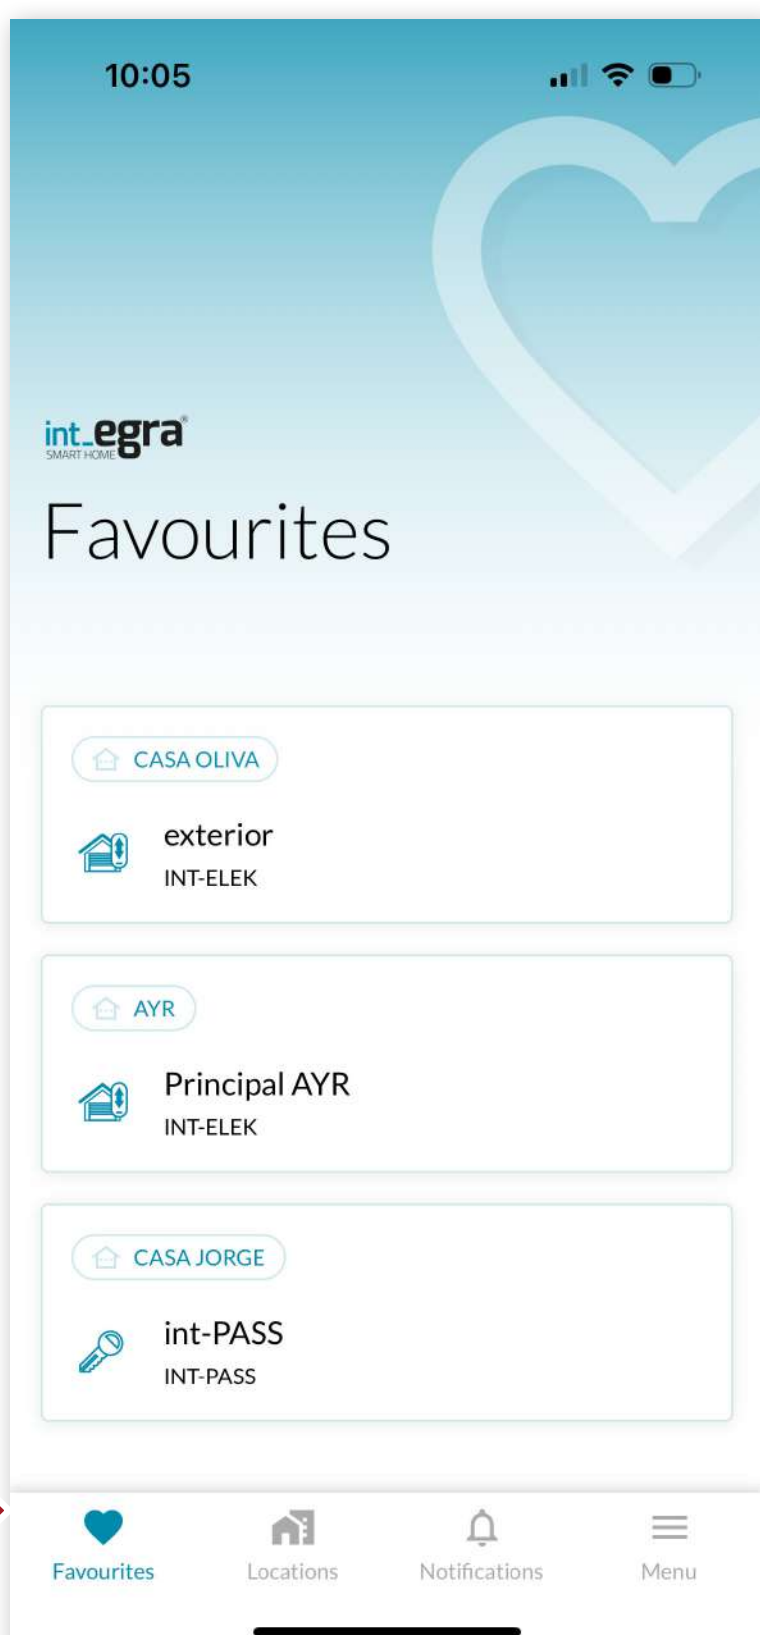 10:05
int_egra®
SMART HOME
Favourites
CASA OLIVA
exterior
INT-ELEK
AYR
Principal AYR
INT-ELEK
CASA JORGE
int-PASS
INT-PASS
Favourites
Locations
Notifications
Menu